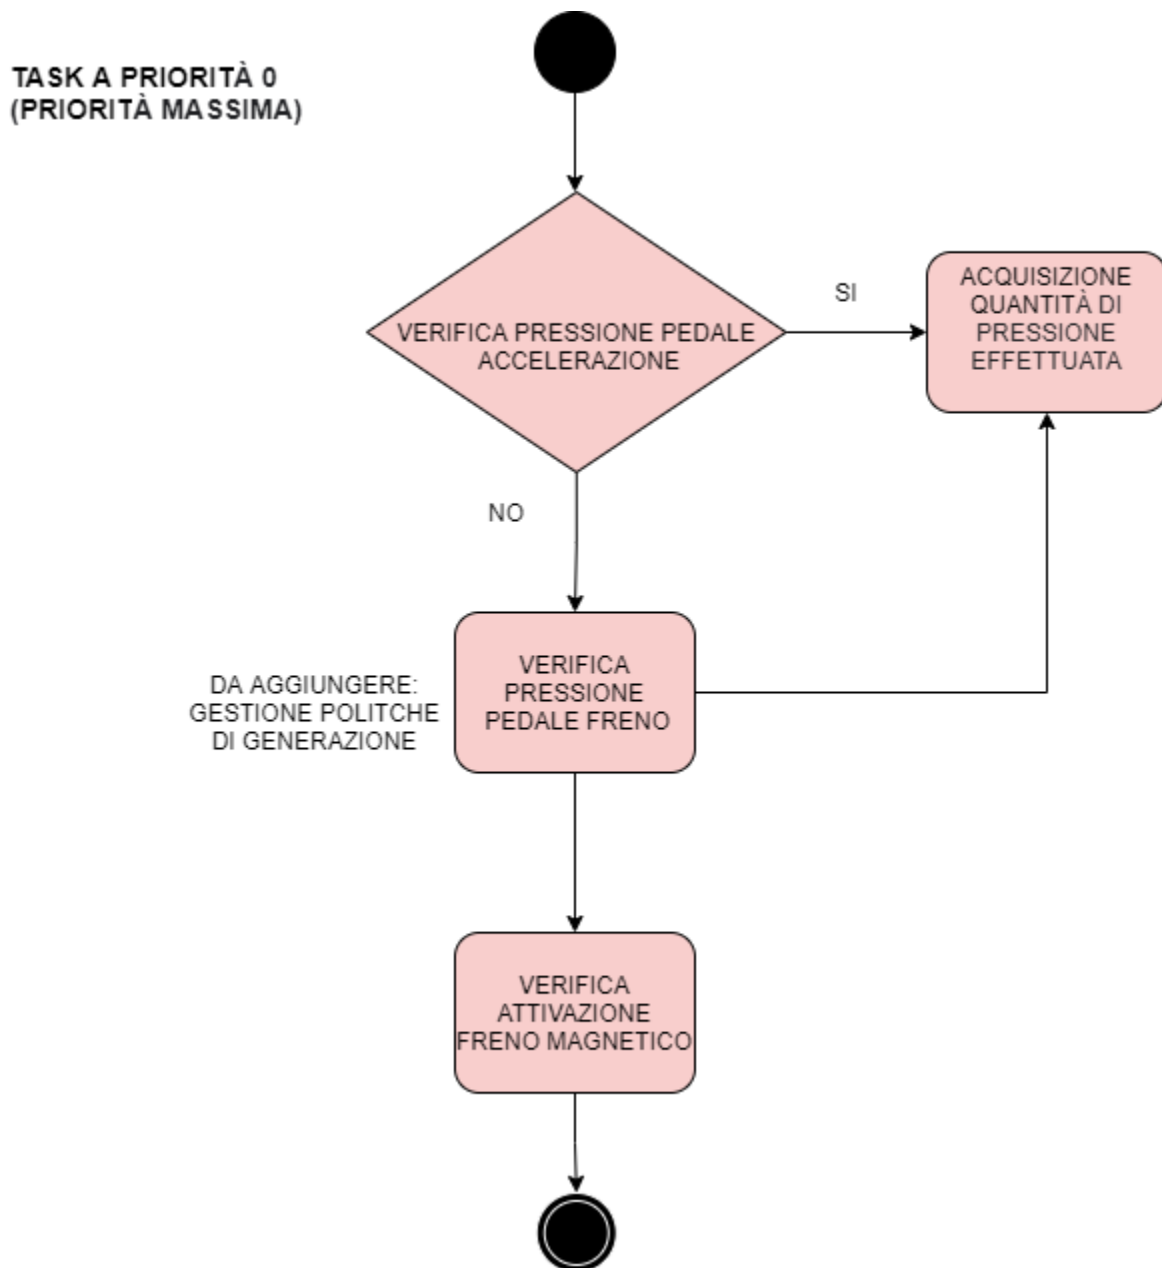 TASK A PRIORITÀ 0
(PRIORITÀ MASSIMA)
VERIFICA PRESSIONE PEDALE
ACCELERAZIONE
SI
ACQUISIZIONE
QUANTITÀ DI
PRESSIONE
EFFETTUATA
NO
VERIFICA
PRESSIONE
PEDALE FRENO
DA AGGIUNGERE:
GESTIONE POLITCHE
DI GENERAZIONE
VERIFICA
ATTIVAZIONE
FRENO MAGNETICO